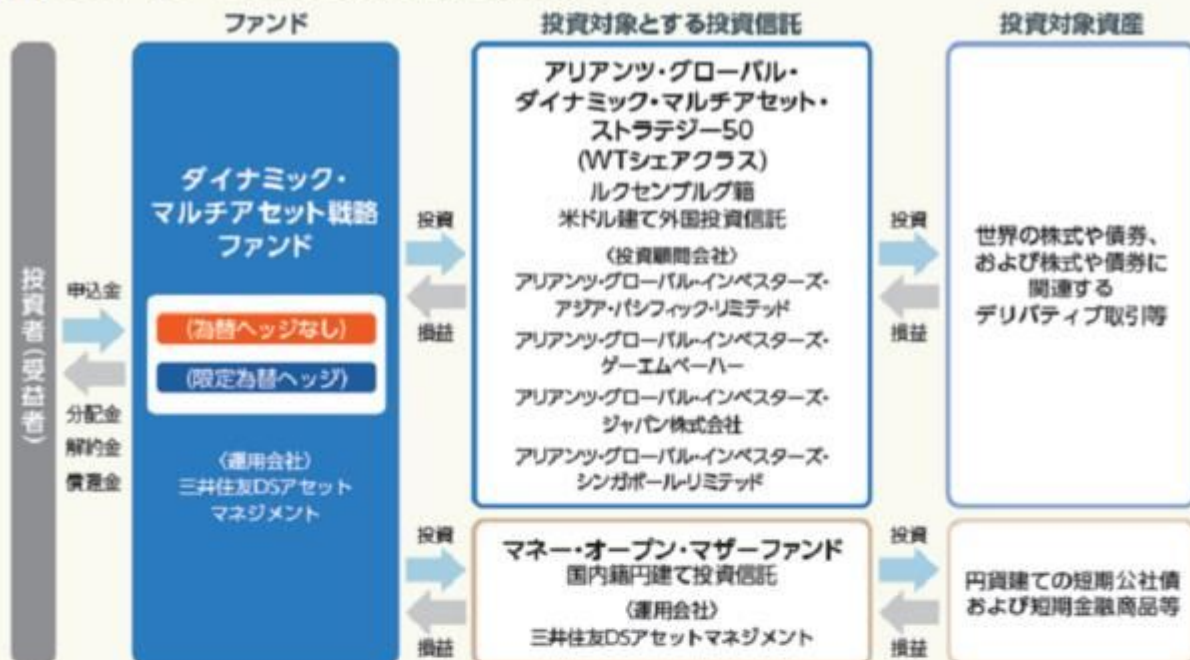 ファンド
投資対象とする投資信託
投資対象資産
投資者(受益者)
申込金
分配金
解約金
償還金
ダイナミック・
マルチアセット戦略
ファンド
(為替ヘッジなし)
(限定為替ヘッジ)
〈運用会社〉
三井住友DSアセット
マネジメント
投資
損益
アリアンツ・グローバル・
ダイナミック・マルチアセット・
ストラテジー50
(WTシェアクラス)
ルクセンブルグ籍
米ドル建て外国投資信託
〈投資顧問会社〉
アリアンツ・グローバル・インベスターズ・
アジア・パシフィック・リミテッド
アリアンツ・グローバル・インベスターズ・
ゲーエムベーハー
アリアンツ・グローバル・インベスターズ・
ジャパン株式会社
アリアンツ・グローバル・インベスターズ・
シンガポール・リミテッド
投資
損益
世界の株式や債券、
および株式や債券に
関連する
デリバティブ取引等
投資
損益
マネー・オープン・マザーファンド
国内籍円建て投資信託
〈運用会社〉
三井住友DSアセットマネジメント
投資
損益
円貨建ての短期公社債
および短期金融商品等